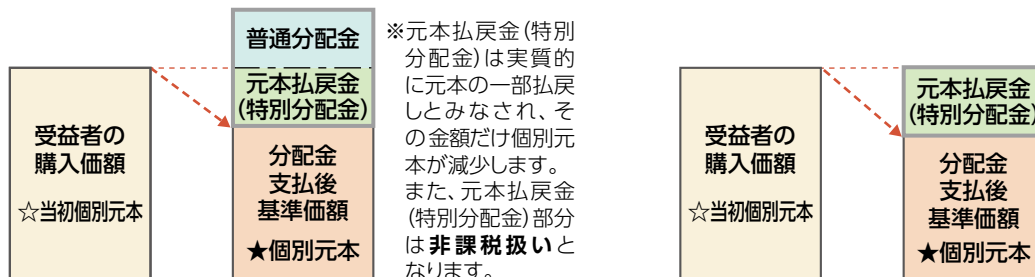 普通分配金
元本払戻金
(特別分配金)
受益者の
購入価額
☆当初個別元本
分配金
支払後
基準価額
★個別元本
※元本払戻金(特別
分配金)は実質的
に元本の一部払戻
しとみなされ、そ
の金額だけ個別元
本が減少します。
また、元本払戻金
(特別分配金)部分
は非課税扱いと
なります。
受益者の
購入価額
☆当初個別元本
元本払戻金
(特別分配金)
分配金
支払後
基準価額
★個別元本